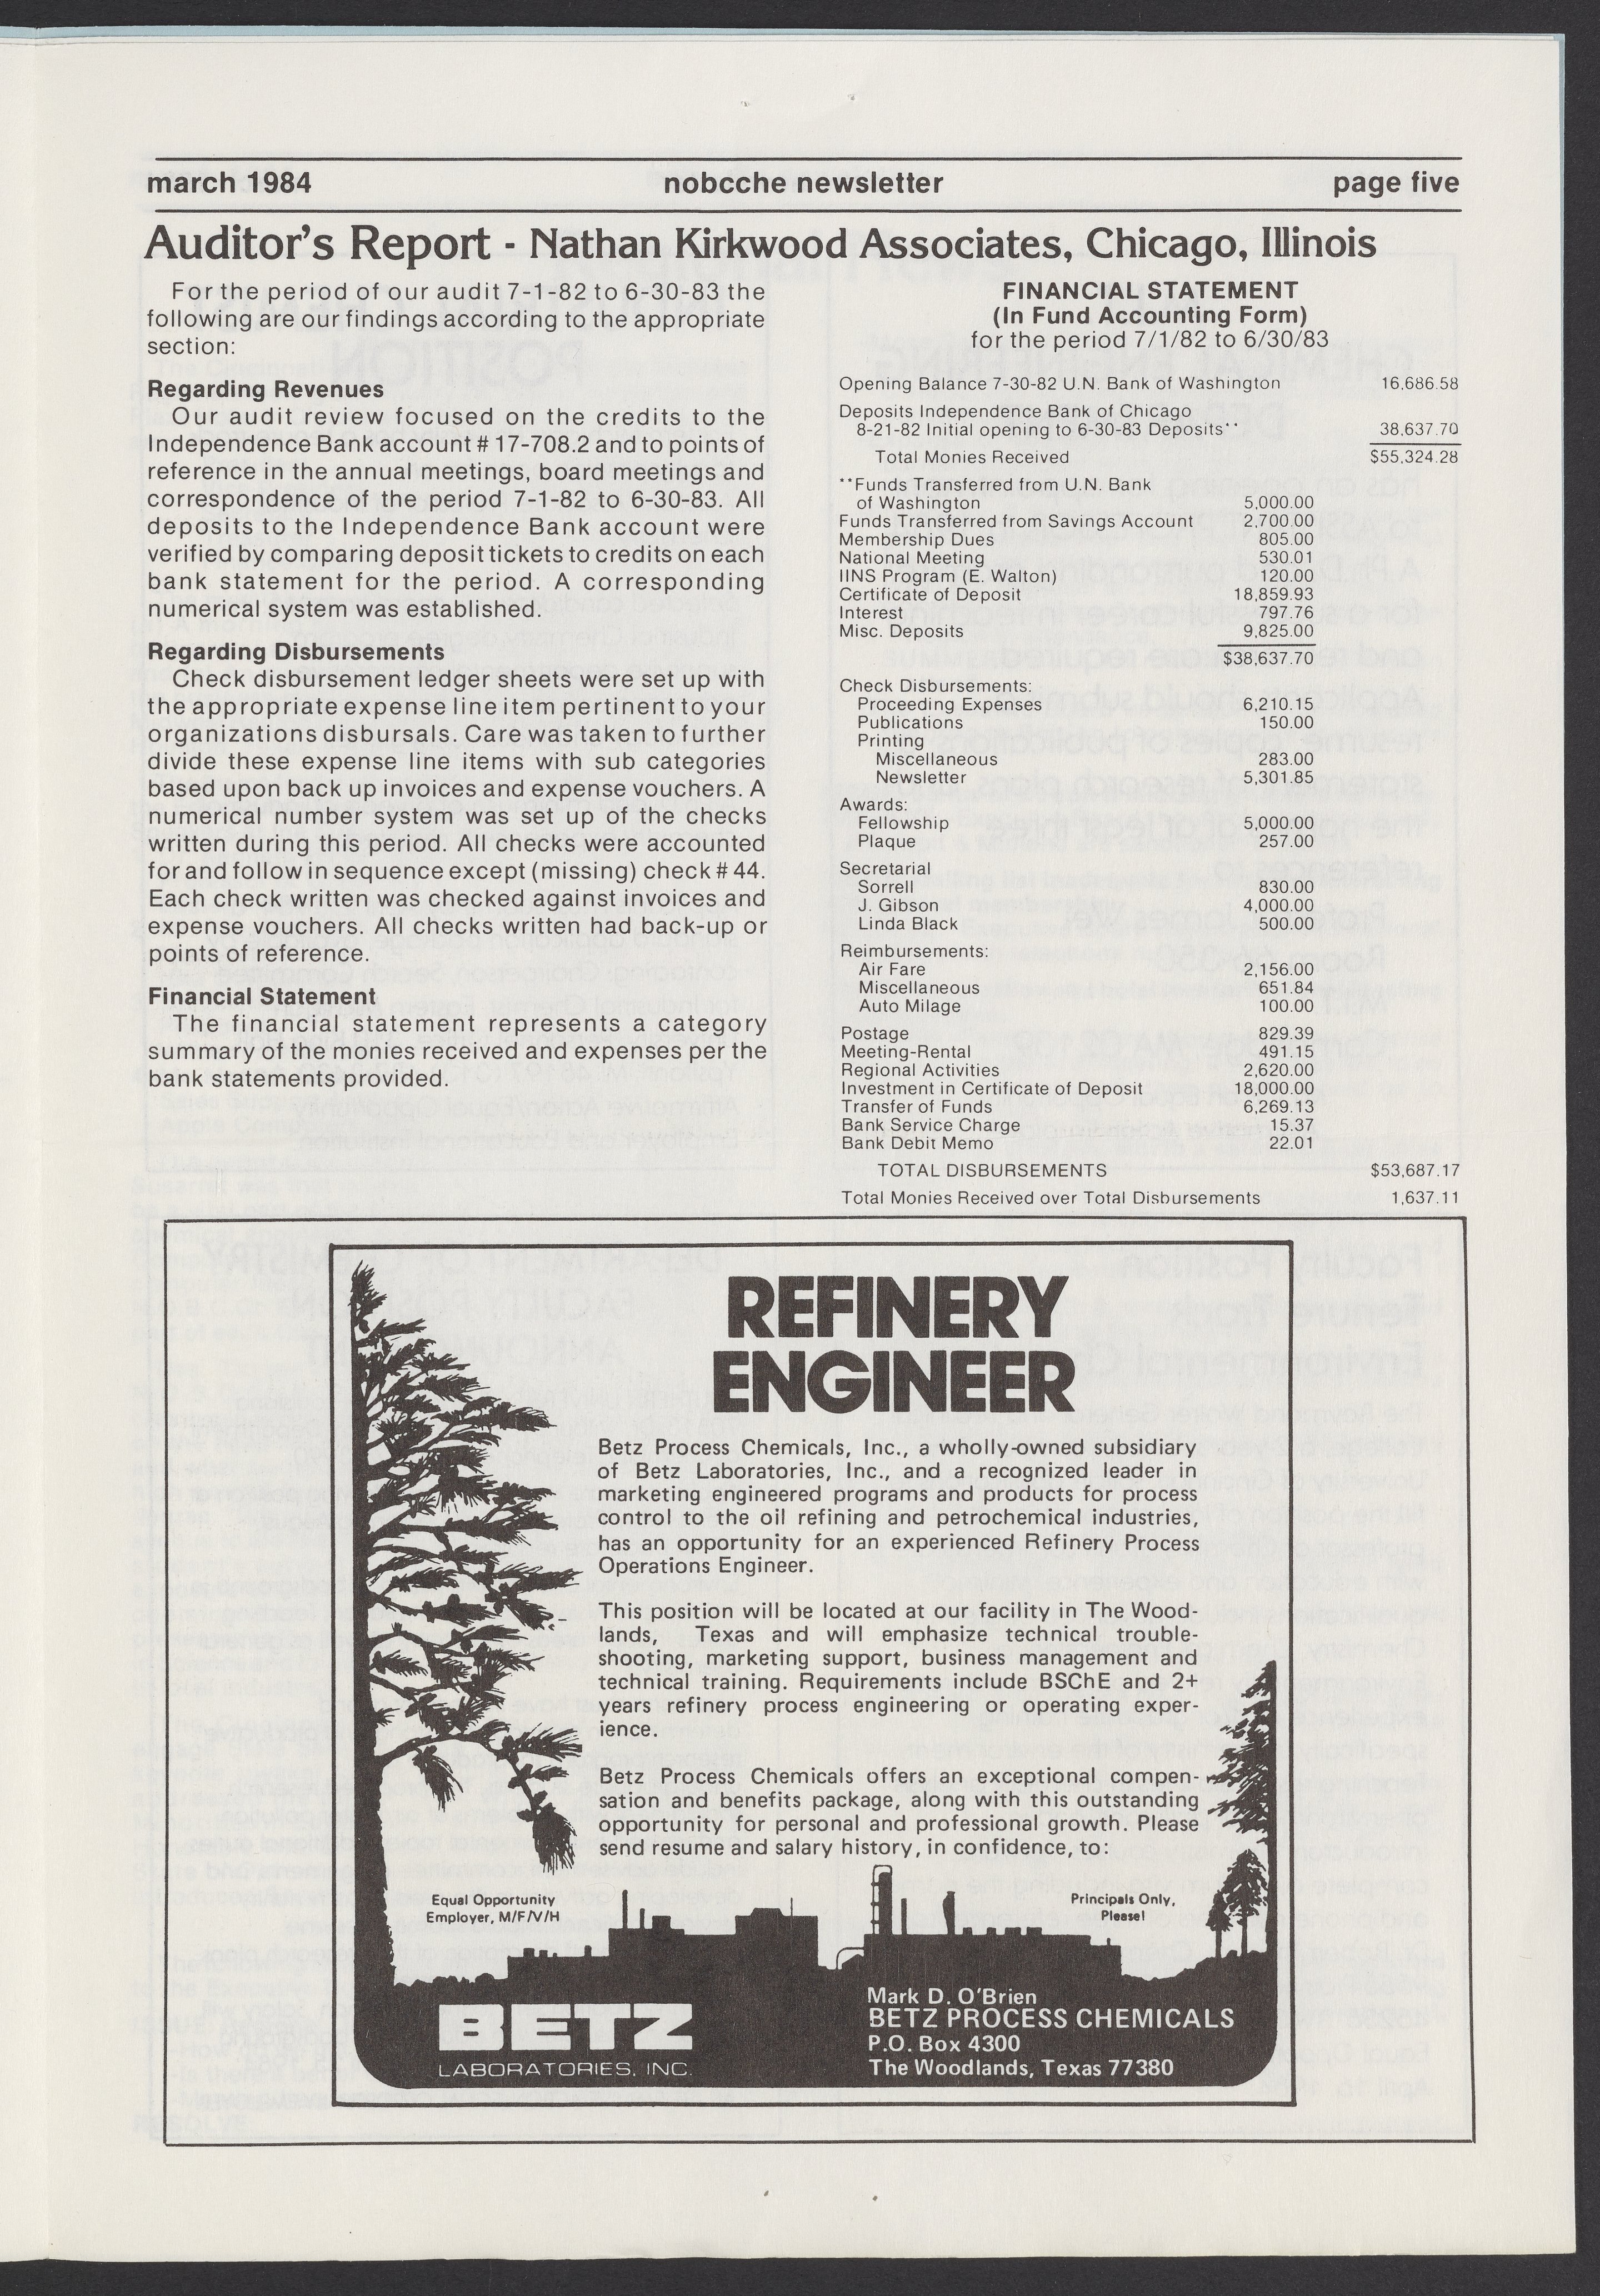 march 1984 nobcche newsletter page five
Auditor's Report - Nathan Kirkwood Associates, Chicago, Illinois
For the period of our audit 7-1-82 to 6-30-83 the
following are our findings according to the appropriate
section:
Regarding Revenues
Our audit review focused on the credits to the
Independence Bank account # 17-708.2 and to points of
reference in the annual meetings, board meetings and
correspondence of the period 7-1-82 to 6-30-83. All
deposits to the Independence Bank account were
verified by comparing deposit tickets to credits on each
bank statement for the period. A corresponding
numerical system was established.
Regarding Disbursements
Check disbursement ledger sheets were set up with
the appropriate expense line item pertinent to your
organizations disbursals. Care was taken to further
divide these expense line items with sub categories
based upon back up invoices and expense vouchers. A
numerical number system was set up of the checks
written during this period. All checks were accounted
for and follow in sequence except (missing) check # 44.
Each check written was checked against invoices and
expense vouchers. All checks written had back-up or
points of reference.
Financial Statement
The financial statement represents a category
summary of the monies received and expenses per the
bank statements provided.
FINANCIAL STATEMENT
(In Fund Accounting Form)
for the period 7/1/82 to 6/30/83
Opening Balance 7-30-82 U.N. Bank of Washington 16,686.58
Deposits Independence Bank of Chicago
8-21-82 Initial opening to 6-30-83 Deposits** 38,637.70
Total Monies Received $55,324.28
**Funds Transferred from U.N. Bank
of Washington 5,000.00
Funds Transferred from Savings Account 2,700.00
Membership Dues 805.00
National Meeting 530.01
IINS Program (E. Walton) 120.00
Certificate of Deposit 18,859.93
Interest 797.76
Misc. Deposits 9,825.00
$38,637.70
Check Disbursements:
Proceeding Expenses 6,210.15
Publications 150.00
Printing
Miscellaneous 283.00
Newsletter 5,301.85
Awards:
Fellowship 5,000.00
Plaque 257.00
Secretarial
Sorrell 830.00
J. Gibson 4,000.00
Linda Black 500.00
Reimbursements:
Air Fare 2,156.00
Miscellaneous 651.84
Auto Milage 100.00
Postage 829.39
Meeting-Rental 491.15
Regional Activities 2,620.00
Investment in Certificate of Deposit 18,000.00
Transfer of Funds 6,269.13
Bank Service Charge 15.37
Bank Debit Memo 22.01
TOTAL DISBURSEMENTS $53,687.17
Total Monies Received over Total Disbursements 1,637.11
REFINERY
ENGINEER
Betz Process Chemicals, Inc., a wholly-owned subsidiary
of Betz Laboratories, Inc., and a recognized leader in
marketing engineered programs and products for process
control to the oil refining and petrochemical industries,
has an opportunity for an experienced Refinery Process
Operations Engineer.
This position will be located at our facility in The Wood-
lands, Texas and will emphasize technical trouble-
shooting, marketing support, business management and
technical training. Requirements include BSChE and 2+
years refinery process engineering or operating exper-
ience.
Betz Process Chemicals offers an exceptional compen-
sation and benefits package, along with this outstanding
opportunity for personal and professional growth. Please
send resume and salary history, in confidence, to:
Equal Opportunity
Employer, M/F/V/H
Principals Only,
Please!
BETZ
LABORATORIES, INC.
Mark D. O'Brien
BETZ PROCESS CHEMICALS
P.O. Box 4300
The Woodlands, Texas 77380